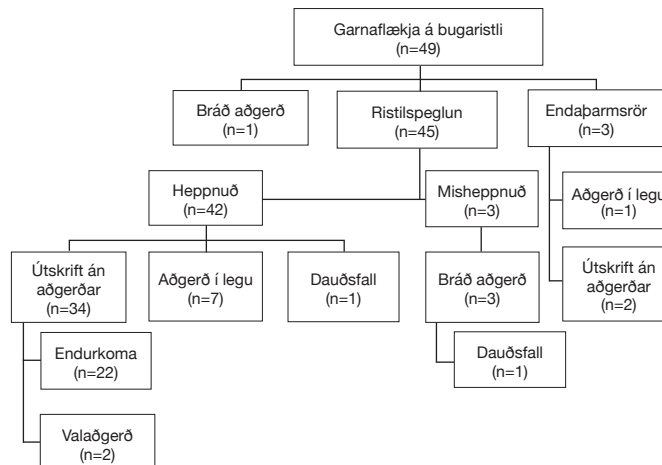 Garnaflækja á bugaristli
(n=49)
Bráð aðgerð
(n=1)
Ristilspeglun
(n=45)
Endaþarmsrör
(n=3)
Heppnuð
(n=42)
Misheppnuð
(n=3)
Aðgerð í legu
(n=1)
Útskrift án
aðgerðar
(n=34)
Aðgerð í legu
(n=7)
Dauðsfall
(n=1)
Bráð aðgerð
(n=3)
Útskrift án
aðgerðar
(n=2)
Endurkoma
(n=22)
Dauðsfall
(n=1)
Valaðgerð
(n=2)